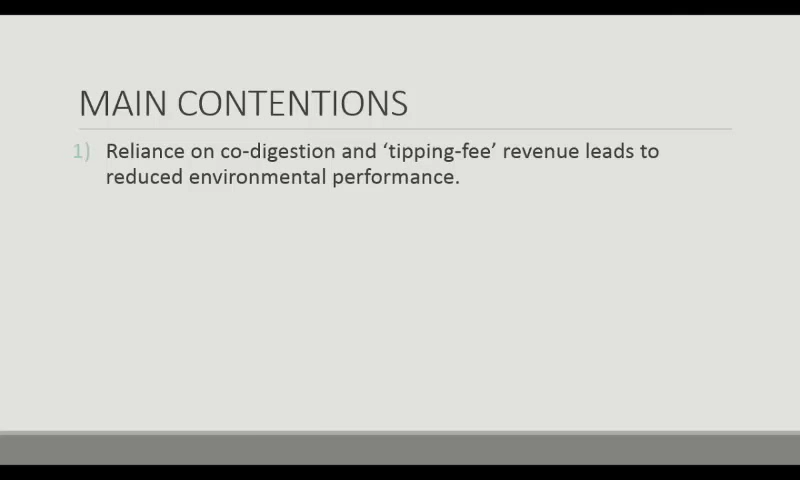 MAIN CONTENTIONS
1) Reliance on co-digestion and ‘tipping-fee’ revenue leads to
reduced environmental performance.